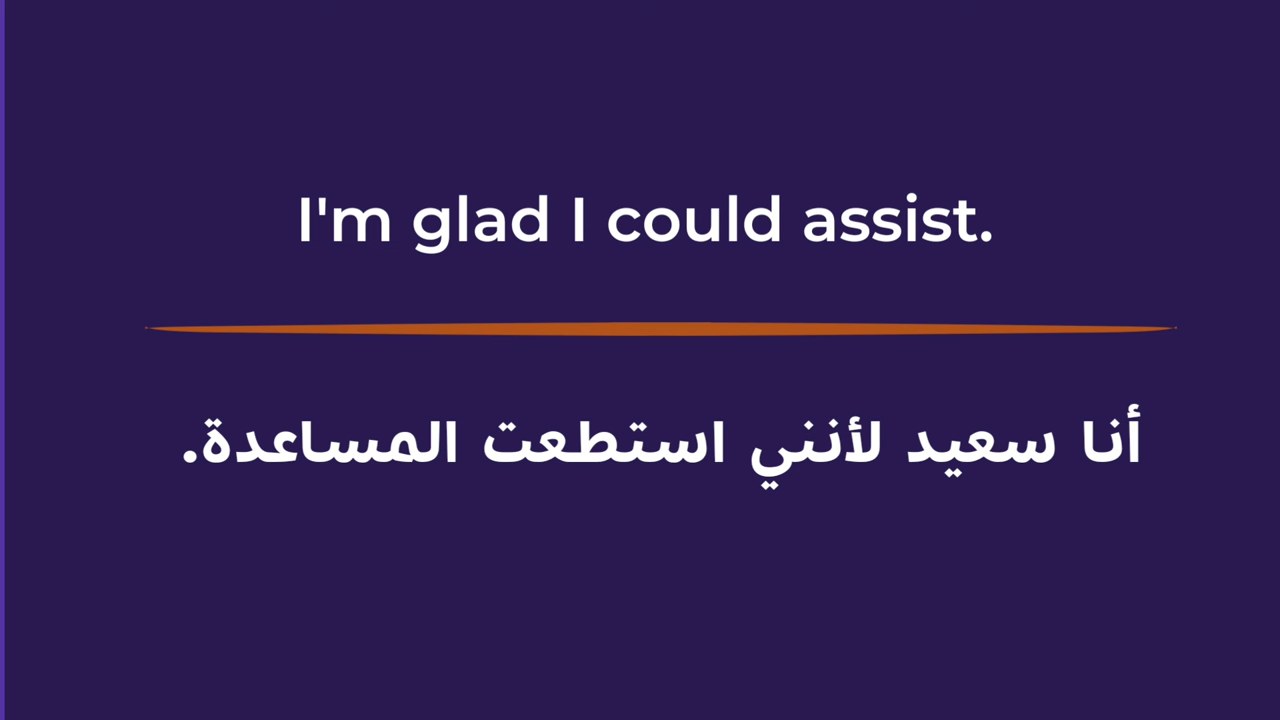 I'm glad I could assist.
أنا سعيد لأنني استطعت المساعدة.